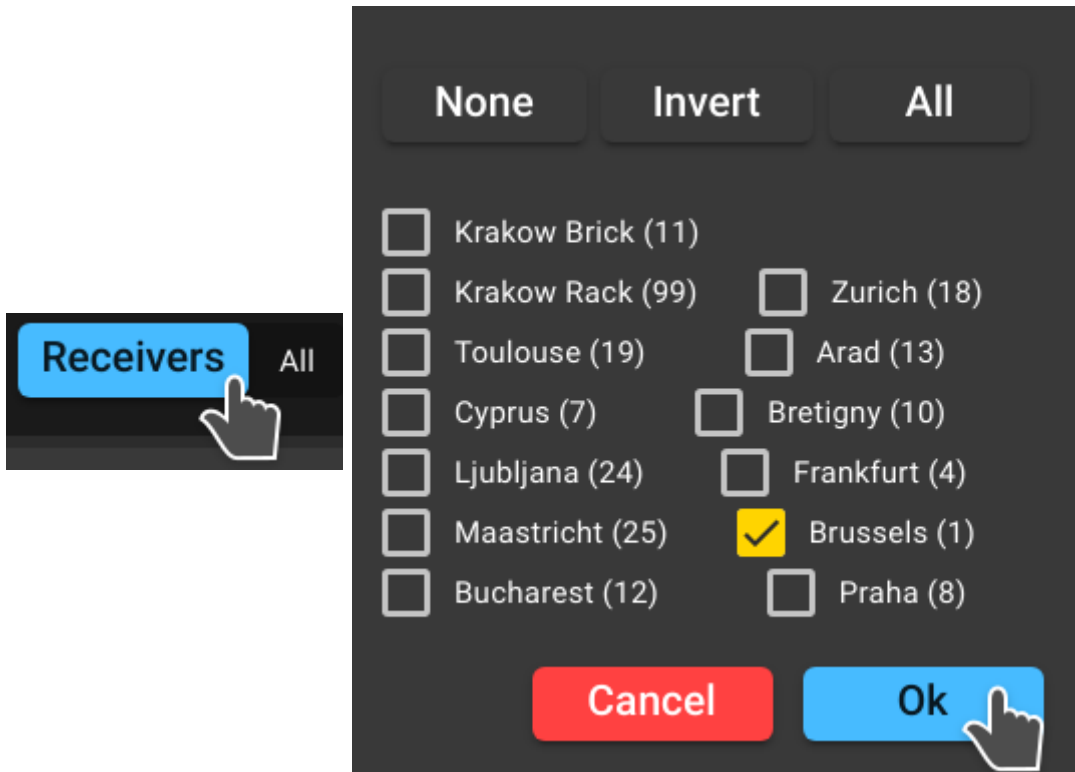 Receivers All
None Invert All
Krakow Brick (11)
Krakow Rack (99) Zurich (18)
Toulouse (19) Arad (13)
Cyprus (7) Bretigny (10)
Ljubljana (24) Frankfurt (4)
Maastricht (25) Brussels (1)
Bucharest (12) Praha (8)
Cancel Ok